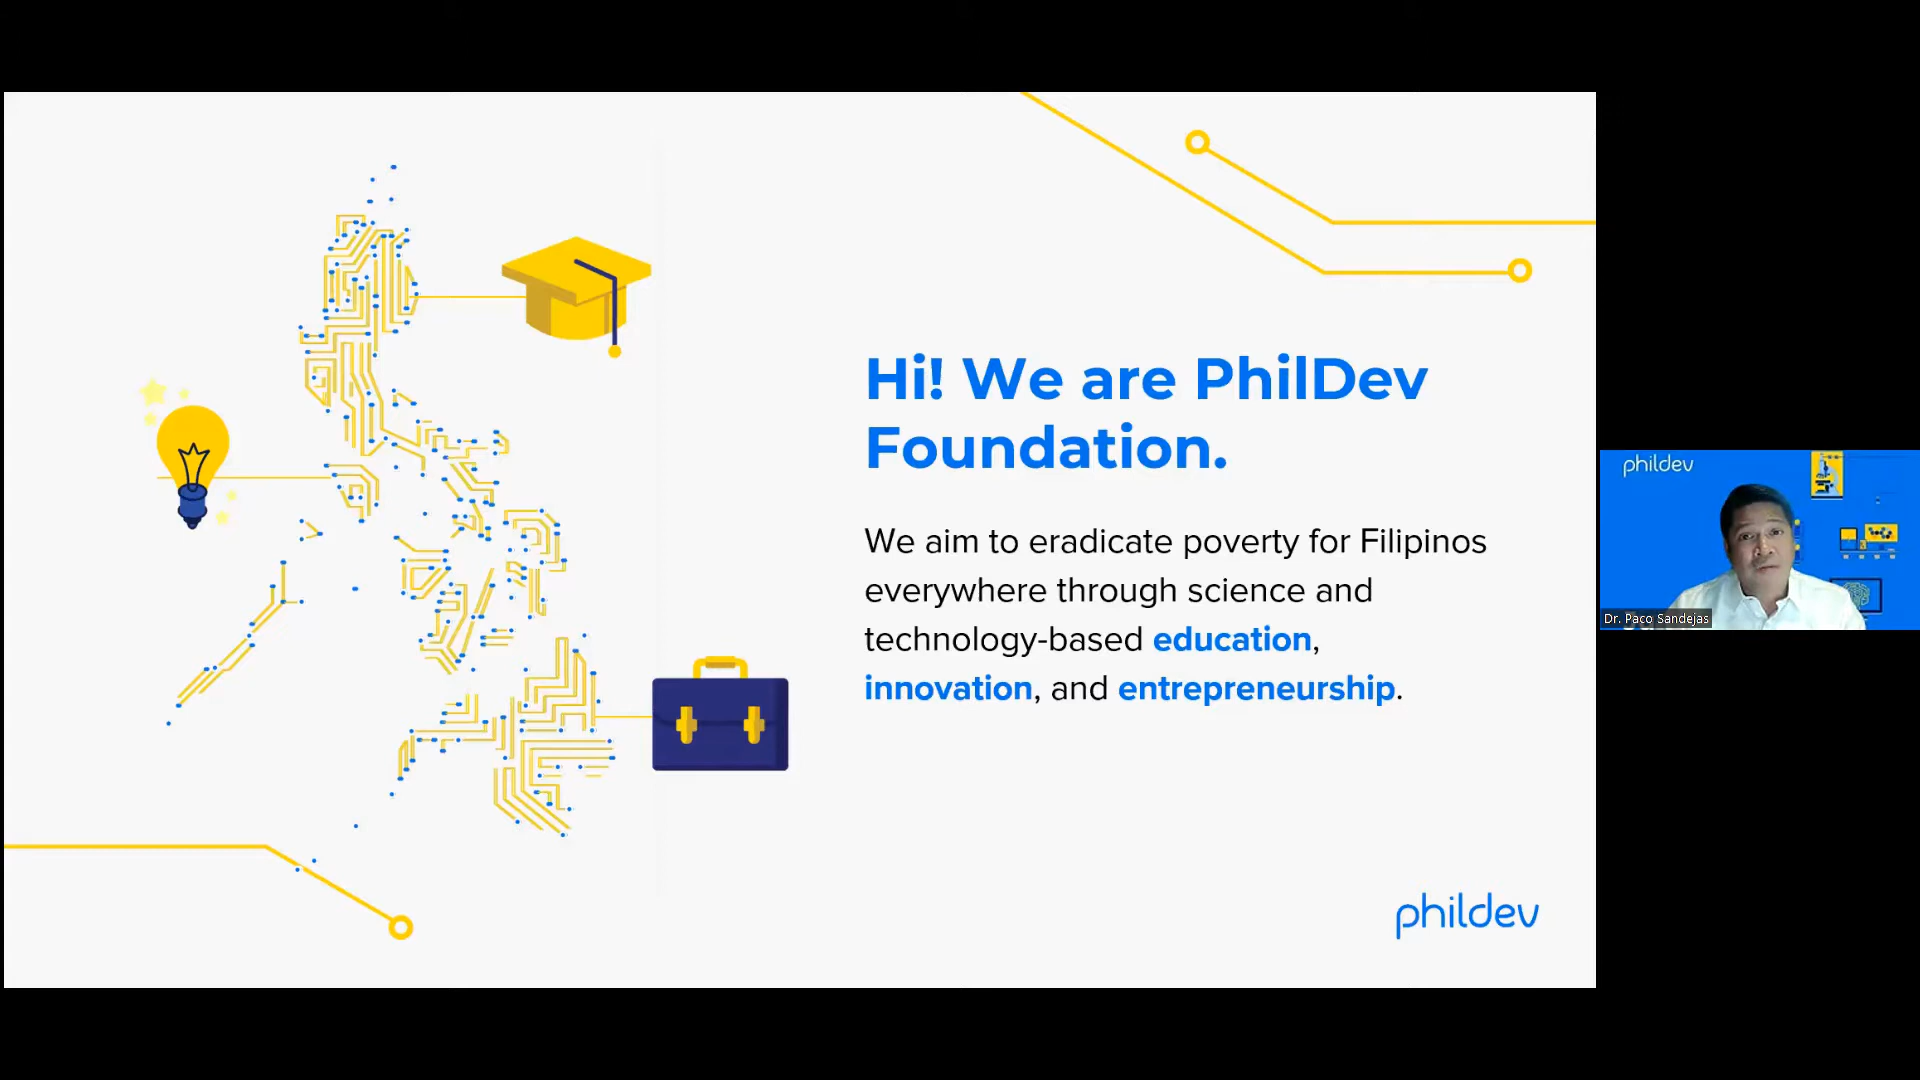 Hi! We are PhilDev
Foundation.
We aim to eradicate poverty for Filipinos
everywhere through science and
technology-based education,
innovation, and entrepreneurship.
phildev
phildev
Dr. Paco Sandejas